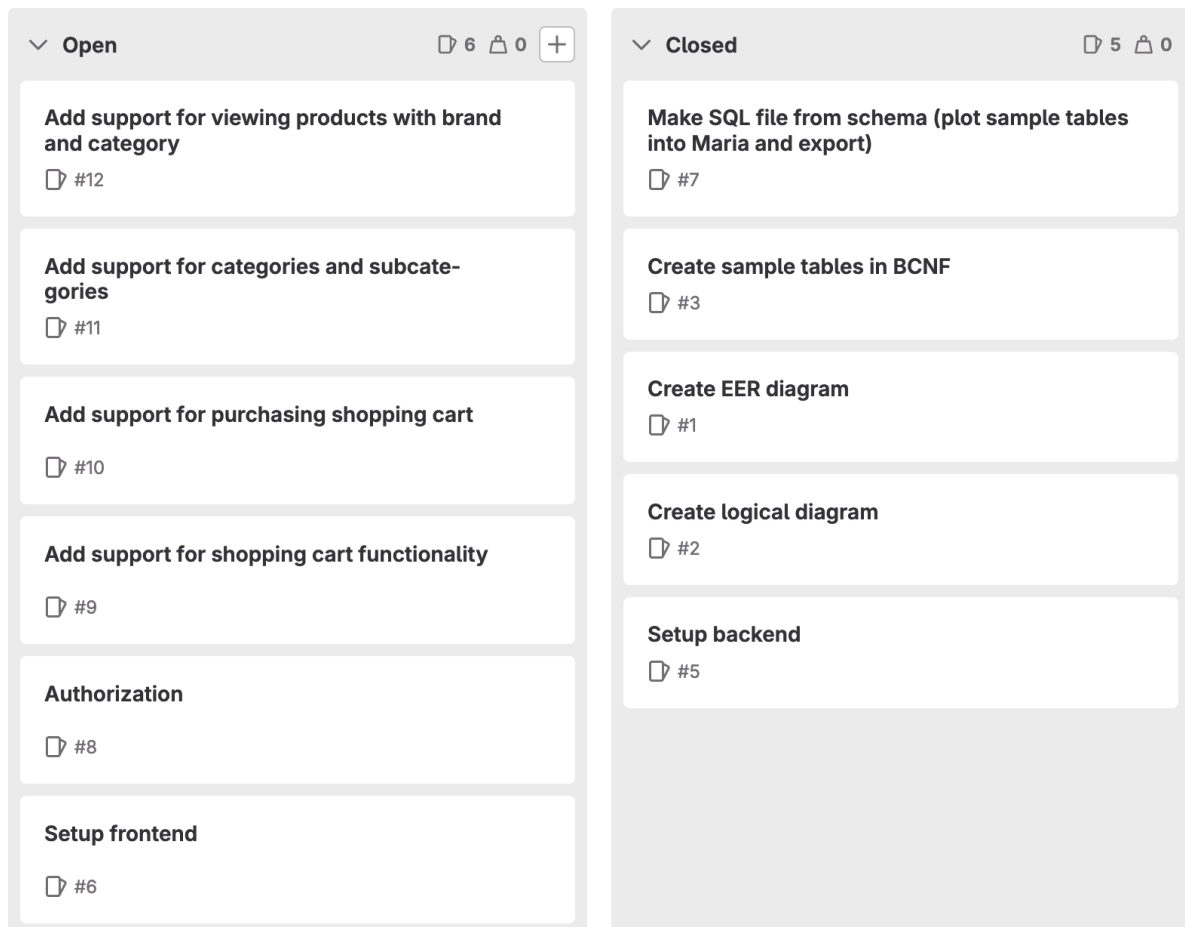 Open 6 0
Add support for viewing products with brand
and category
#12
Add support for categories and subcate-
gories
#11
Add support for purchasing shopping cart
#10
Add support for shopping cart functionality
#9
Authorization
#8
Setup frontend
#6
Closed 5 0
Make SQL file from schema (plot sample tables
into Maria and export)
#7
Create sample tables in BCNF
#3
Create EER diagram
#1
Create logical diagram
#2
Setup backend
#5